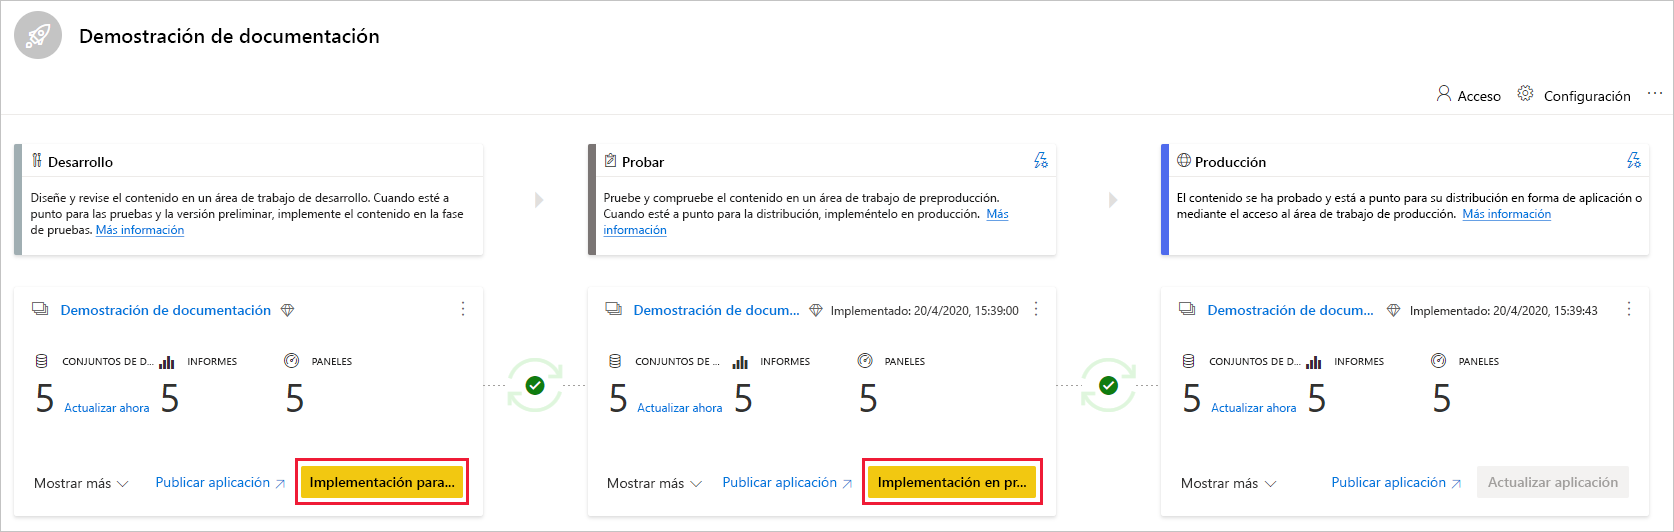 Demostración de documentación
Acceso
Configuración
Desarrollo
Diseñe y revise el contenido en un área de trabajo de desarrollo. Cuando esté a
punto para las pruebas y la versión preliminar, implemente el contenido en la fase
de pruebas. Más información
Probar
Pruebe y compruebe el contenido en un área de trabajo de preproducción.
Cuando esté a punto para la distribución, impleméntelo en producción. Más
información
Producción
El contenido se ha probado y está a punto para su distribución en forma de aplicación o
mediante el acceso al área de trabajo de producción. Más información
Demostración de documentación
CONJUNTOS DE D...
INFORMES
PANELES
5 Actualizar ahora
5
5
Mostrar más
Publicar aplicación
Implementación para...
Demostración de docum...
Implementado: 20/4/2020, 15:39:00
CONJUNTOS DE ...
INFORMES
PANELES
5 Actualizar ahora
5
5
Mostrar más
Publicar aplicación
Implementación en pr...
Demostración de docum...
Implementado: 20/4/2020, 15:39:43
CONJUNTOS DE D...
INFORMES
PANELES
5 Actualizar ahora
5
5
Mostrar más
Publicar aplicación
Actualizar aplicación